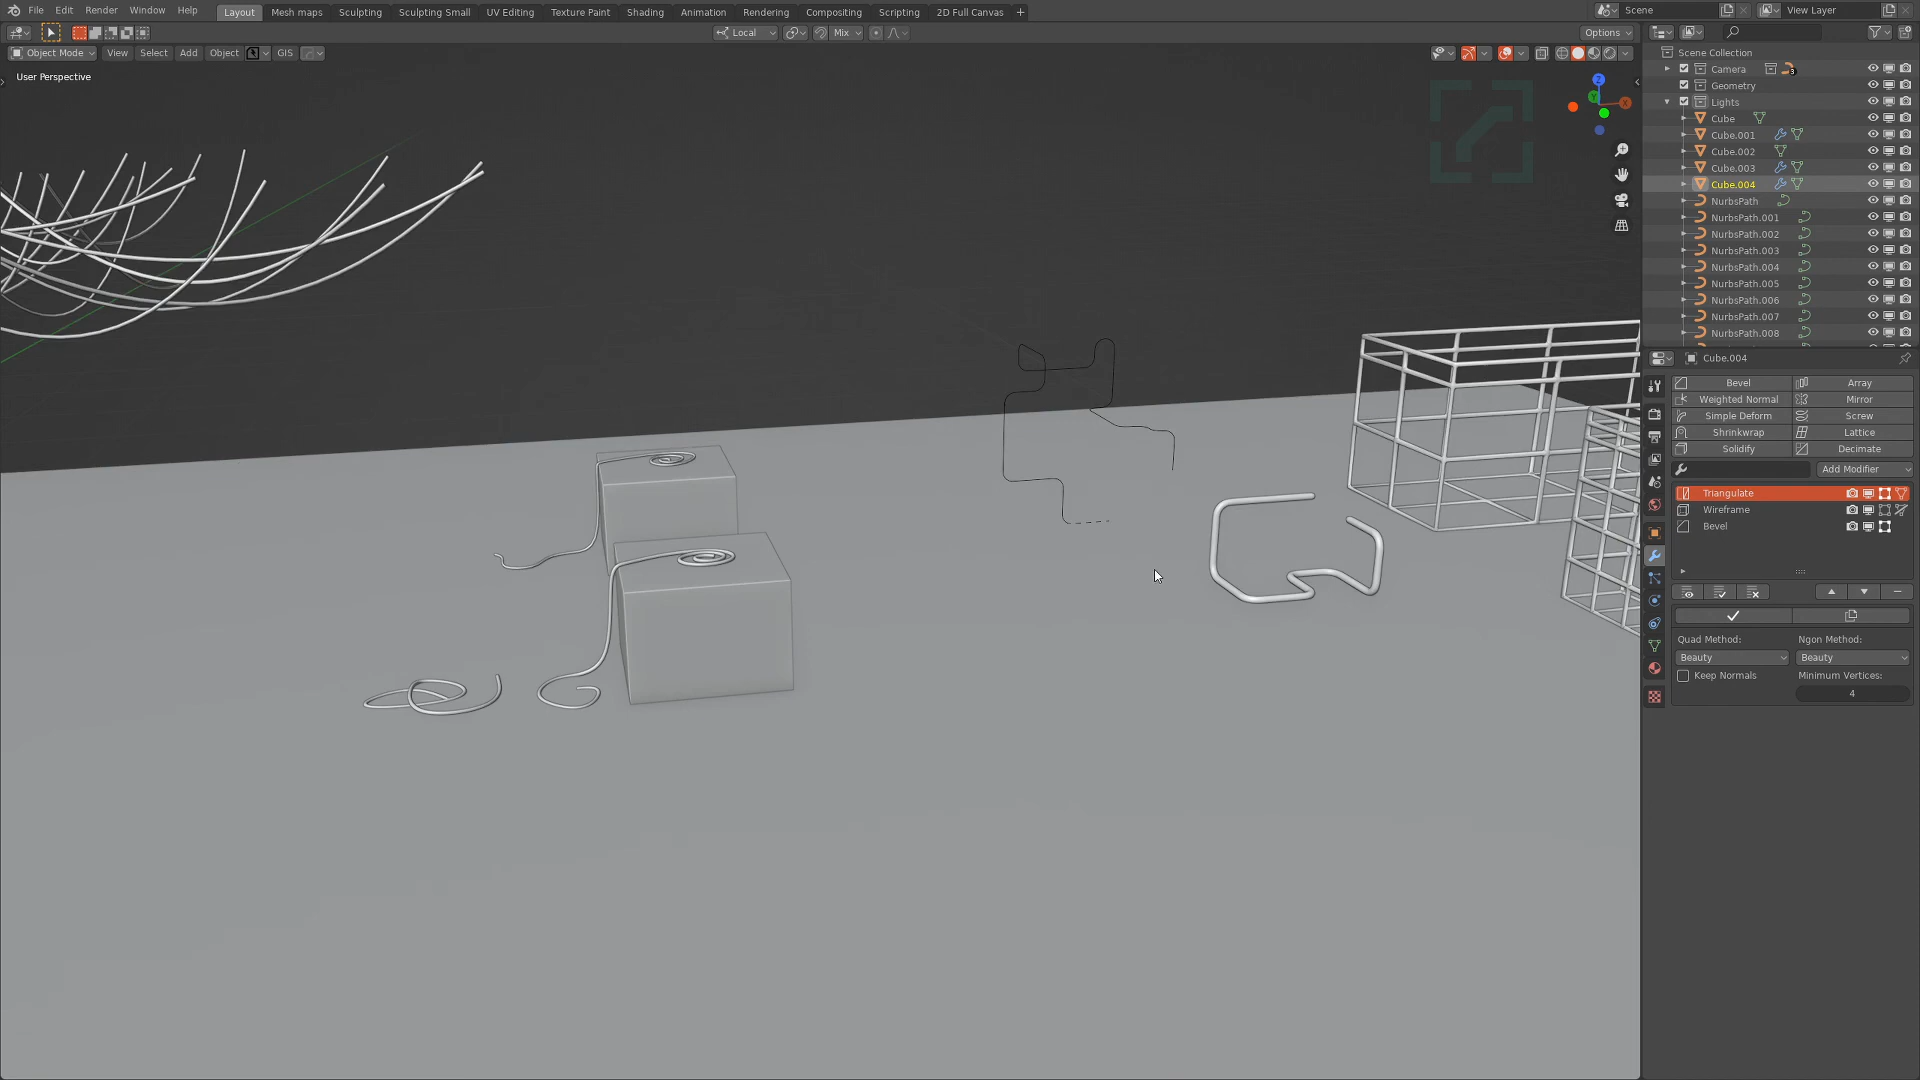 File Edit Render Window Help Layout Mesh maps Sculpting Sculpting Small UV Editing Texture Paint Shading Animation Rendering Compositing Scripting 2D Full Canvas + Scene View Layer
Local Mix Options
Object Mode View Select Add Object GIS
User Perspective
Z
Y
X
Scene Collection
Camera 3
Geometry
Lights
Cube
Cube.001
Cube.002
Cube.003
Cube.004
NurbsPath
NurbsPath.001
NurbsPath.002
NurbsPath.003
NurbsPath.004
NurbsPath.005
NurbsPath.006
NurbsPath.007
NurbsPath.008
Cube.004
Bevel Array
Weighted Normal Mirror
Simple Deform Screw
Shrinkwrap Lattice
Solidify Decimate
Add Modifier
Triangulate
Wireframe
Bevel
Quad Method: Ngon Method:
Beauty Beauty
Keep Normals Minimum Vertices:
4